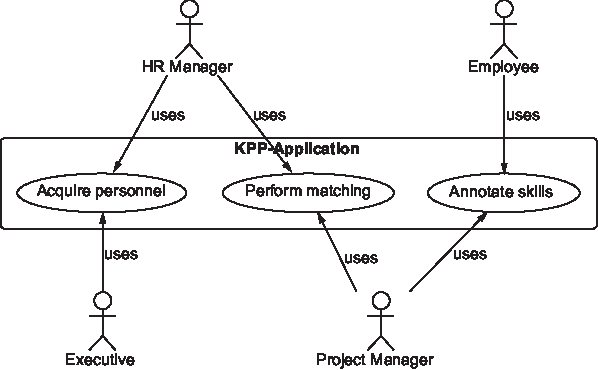 HR Manager
Employee
uses
uses
uses
KPP-Application
Acquire personnel
Perform matching
Annotate skills
uses
uses
uses
Executive
Project Manager